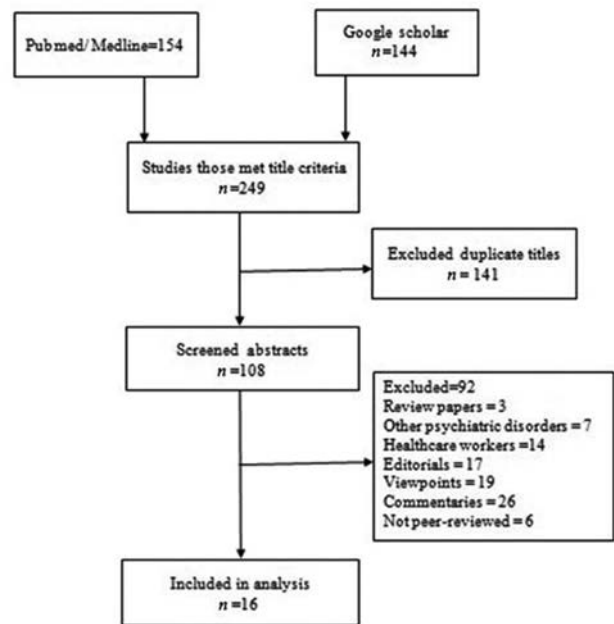 Pubmed/ Medline=154
Google scholar
n=144
Studies those met title criteria
n=249
Excluded duplicate titles
n = 141
Screened abstracts
n =108
Excluded=92
Review papers = 3
Other psychiatric disorders = 7
Healthcare workers =14
Editorials = 17
Viewpoints = 19
Commentaries = 26
Not peer-reviewed = 6
Included in analysis
n =16